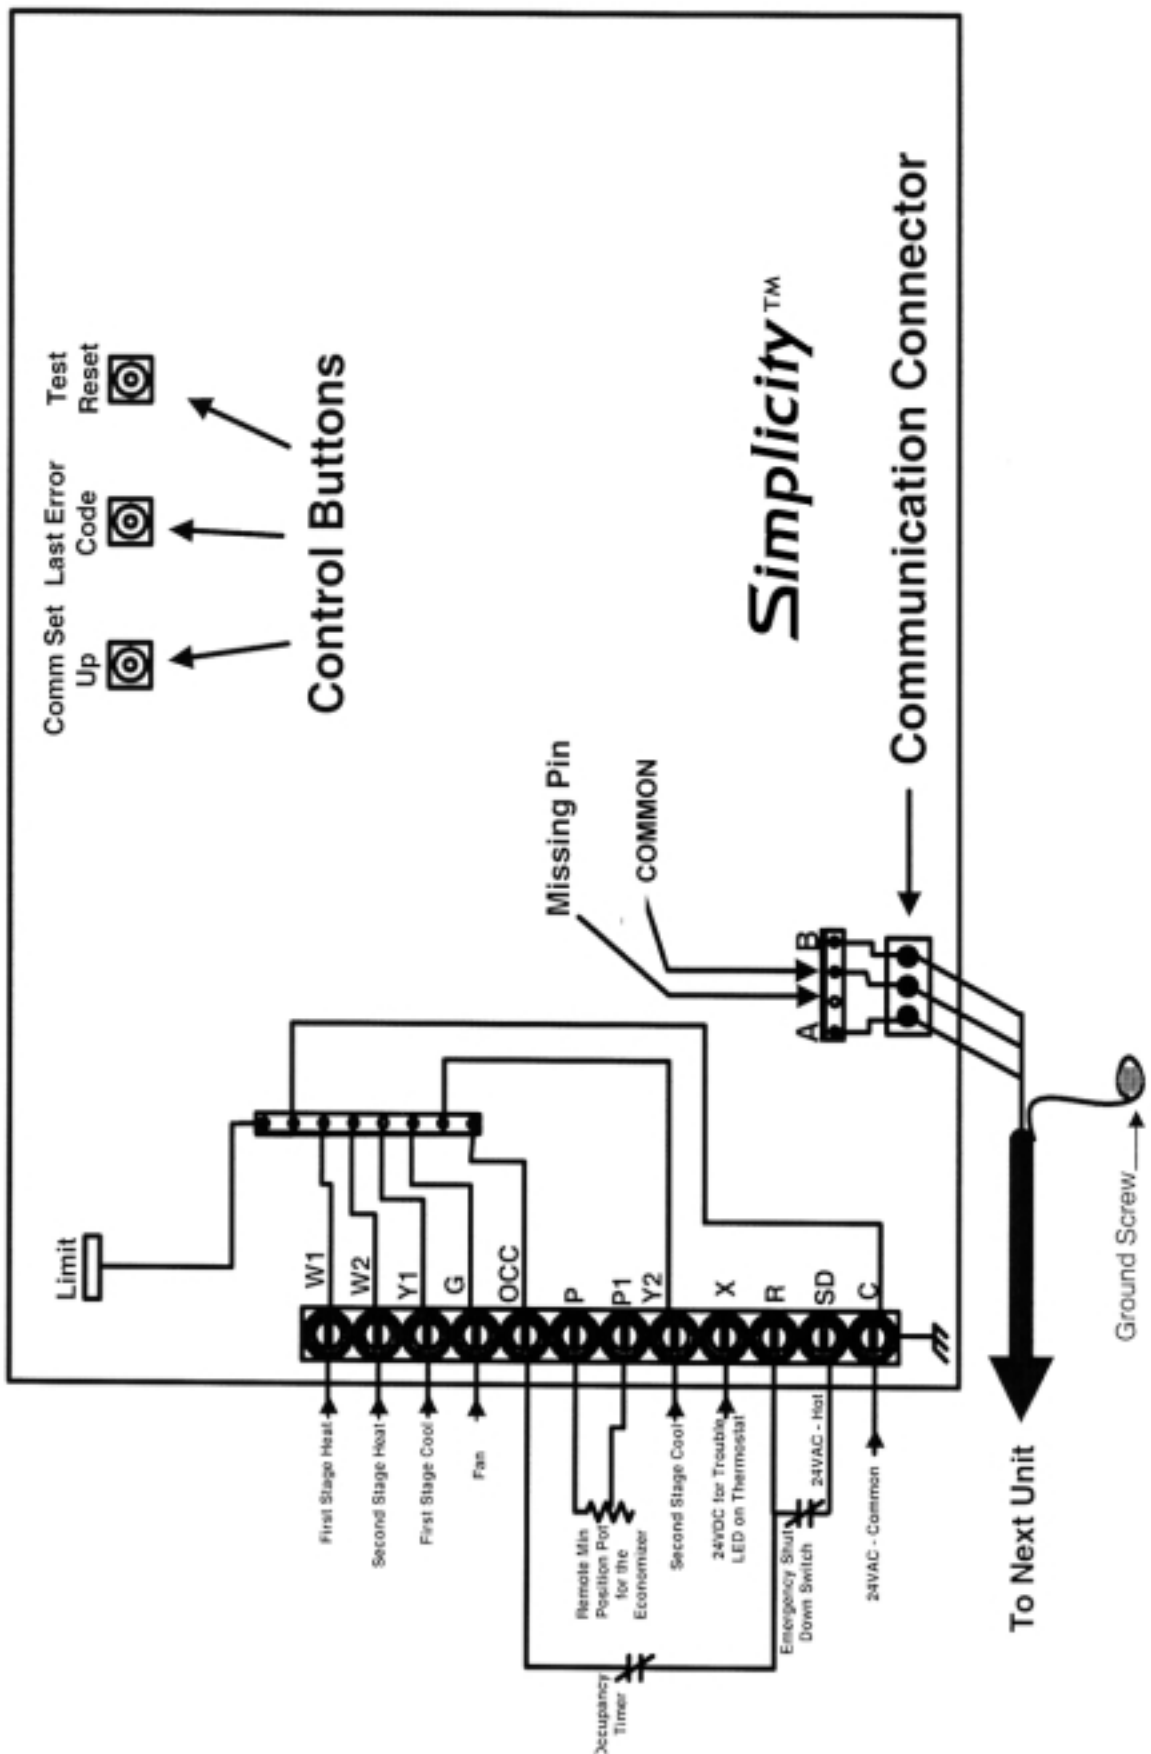 Comm Set
Up
Last Error
Code
Test
Reset
Control Buttons
Limit
Simplicity™
Missing Pin
COMMON
A
B
Communication Connector
W1
W2
Y1
G
OCC
P
P1
Y2
X
R
SD
C
First Stage Heat
Second Stage Heat
First Stage Cool
Fan
Remote Min
Position Pot
for the
Economizer
Second Stage Cool
24VDC for Trouble
LED on Thermostat
24VAC - Hot
Emergency Shut
Down Switch
24VAC - Common
Occupancy
Timer
To Next Unit
Ground Screw